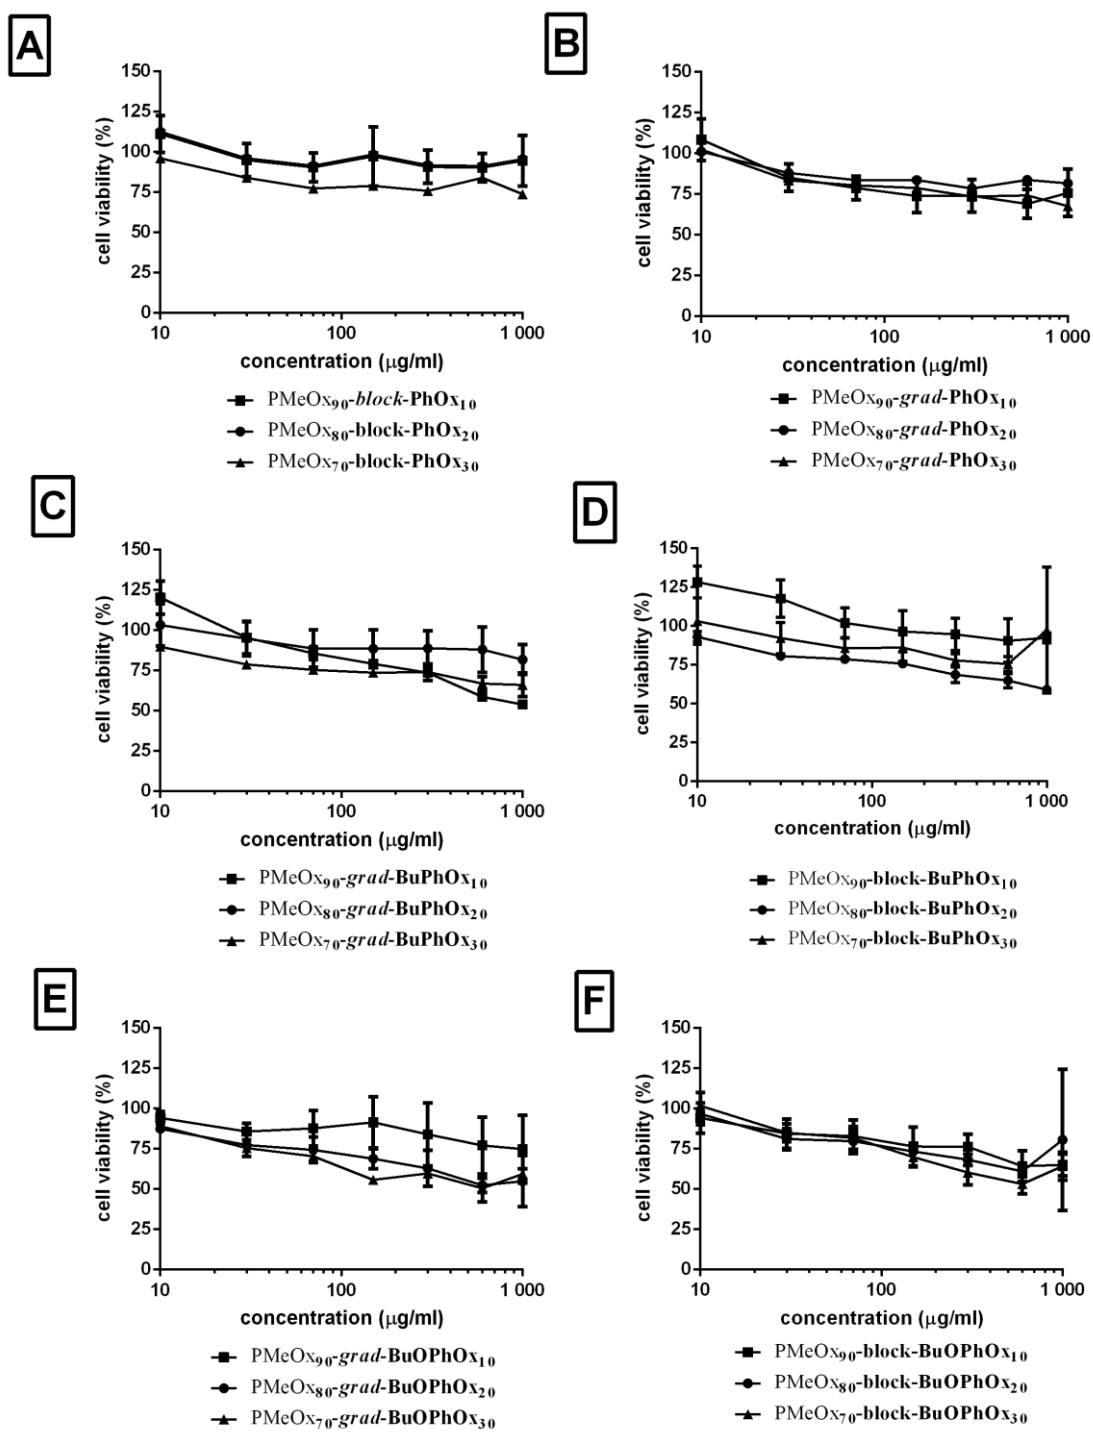 A
150
125
100
75
50
25
0
cell viability (%)
10
100
1 000
concentration (μg/ml)
PMeOx90-block-PhOx10
PMeOx80-block-PhOx20
PMeOx70-block-PhOx30
B
150
125
100
75
50
25
0
cell viability (%)
10
100
1 000
concentration (μg/ml)
PMeOx90-grad-PhOx10
PMeOx80-grad-PhOx20
PMeOx70-grad-PhOx30
C
150
125
100
75
50
25
0
cell viability (%)
10
100
1 000
concentration (μg/ml)
PMeOx90-grad-BuPhOx10
PMeOx80-grad-BuPhOx20
PMeOx70-grad-BuPhOx30
D
150
125
100
75
50
25
0
cell viability (%)
10
100
1 000
concentration (μg/ml)
PMeOx90-block-BuPhOx10
PMeOx80-block-BuPhOx20
PMeOx70-block-BuPhOx30
E
150
125
100
75
50
25
0
cell viability (%)
10
100
1 000
concentration (μg/ml)
PMeOx90-grad-BuOPhOx10
PMeOx80-grad-BuOPhOx20
PMeOx70-grad-BuOPhOx30
F
150
125
100
75
50
25
0
cell viability (%)
10
100
1 000
concentration (μg/ml)
PMeOx90-block-BuOPhOx10
PMeOx80-block-BuOPhOx20
PMeOx70-block-BuOPhOx30